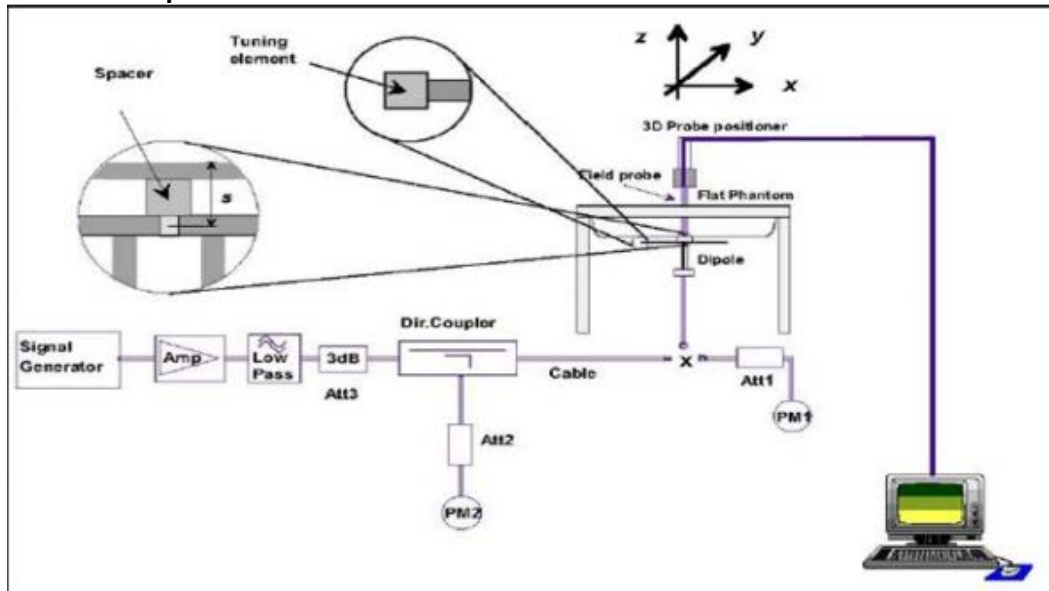 Tuning
element
Spacer
s
z
y
x
3D Probe positioner
Field probe
Flat Phantom
Dipole
Signal
Generator
Amp
Low
Pass
3dB
Att3
Dir.Coupler
Cable
x
Att1
PM1
Att2
PM2